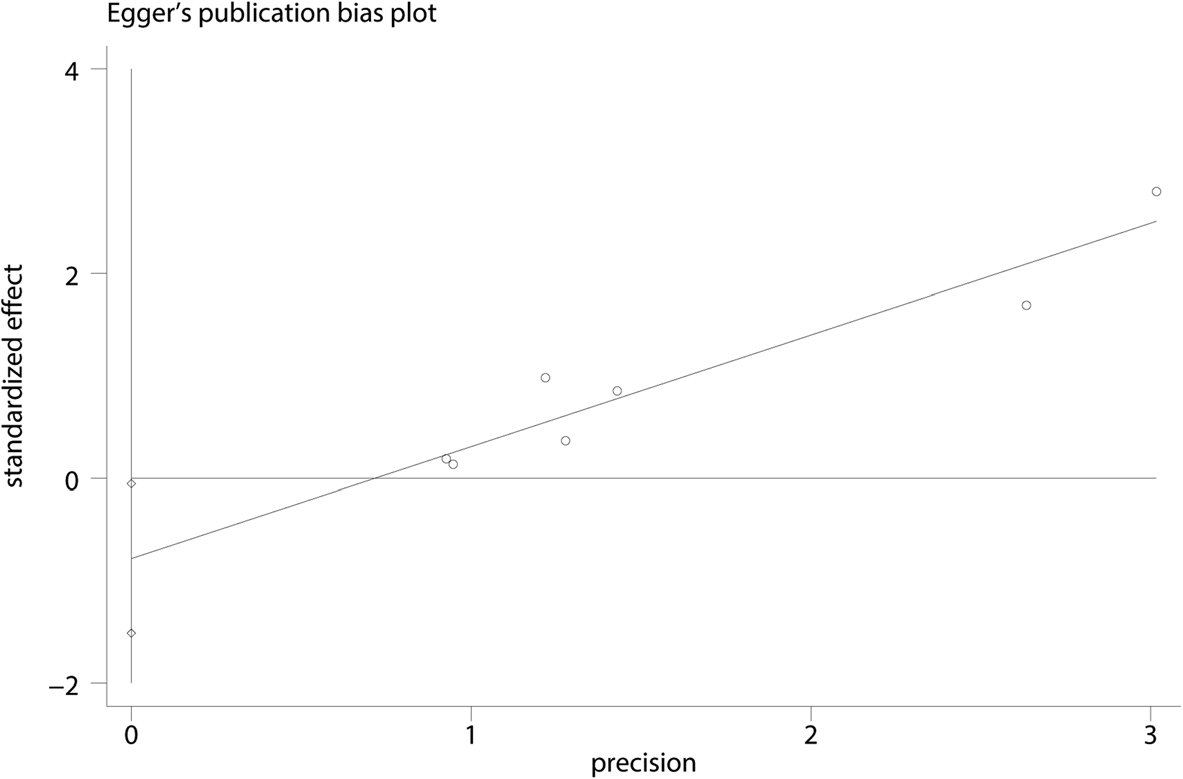 Egger’s publication bias plot
4
2
0
−2
standardized effect
0 1 2 3
precision